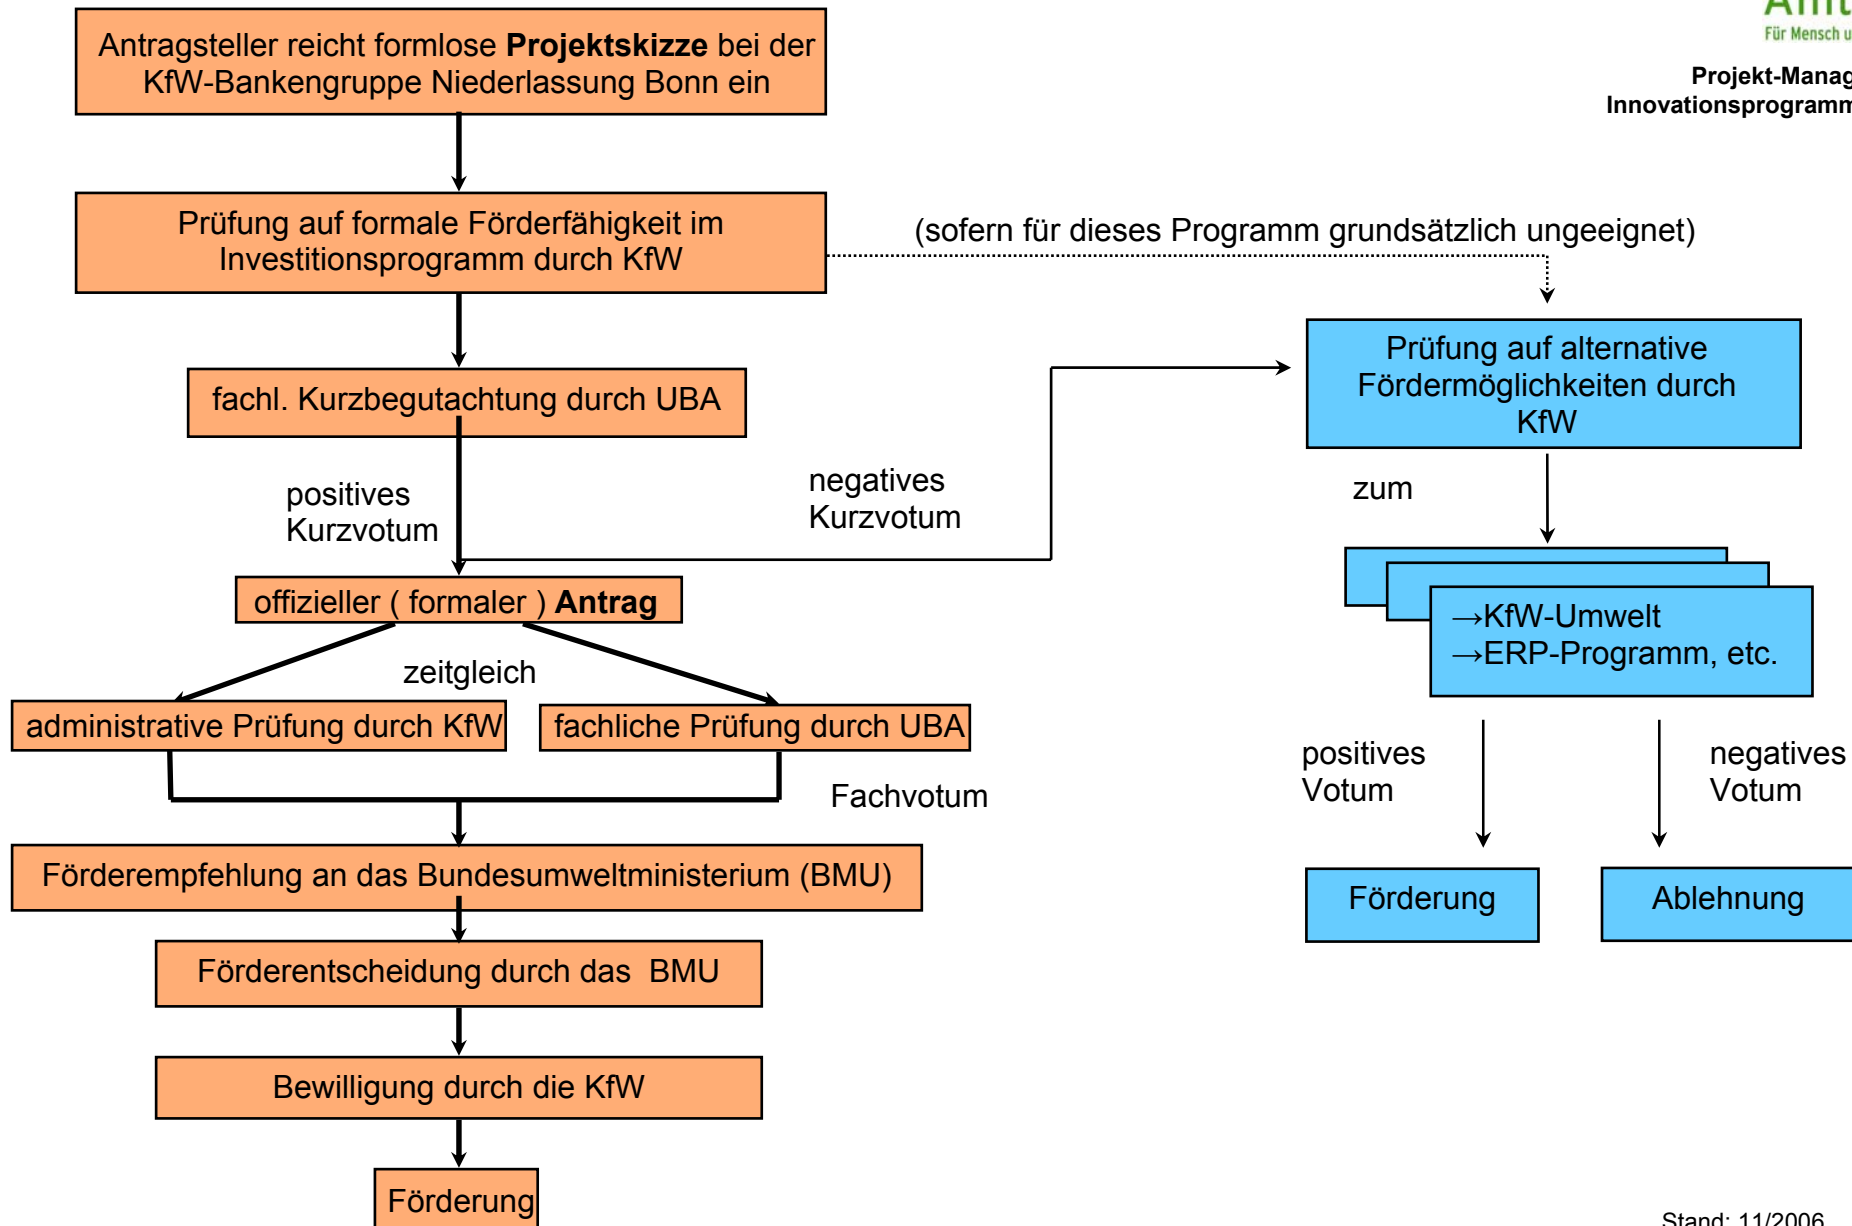 Für Mensch u
Projekt-Manag
Innovationsprogramm
Antragsteller reicht formlose Projektskizze bei der
KfW-Bankengruppe Niederlassung Bonn ein
Prüfung auf formale Förderfähigkeit im
Investitionsprogramm durch KfW
(sofern für dieses Programm grundsätzlich ungeeignet)
Prüfung auf alternative
Fördermöglichkeiten durch
KfW
fachl. Kurzbegutachtung durch UBA
positives
Kurzvotum
negatives
Kurzvotum
zum
offizieller ( formaler ) Antrag
→KfW-Umwelt
→ERP-Programm, etc.
zeitgleich
administrative Prüfung durch KfW
fachliche Prüfung durch UBA
Fachvotum
positives
Votum
negatives
Votum
Förderempfehlung an das Bundesumweltministerium (BMU)
Förderung
Ablehnung
Förderentscheidung durch das BMU
Bewilligung durch die KfW
Förderung
Stand: 11/2006